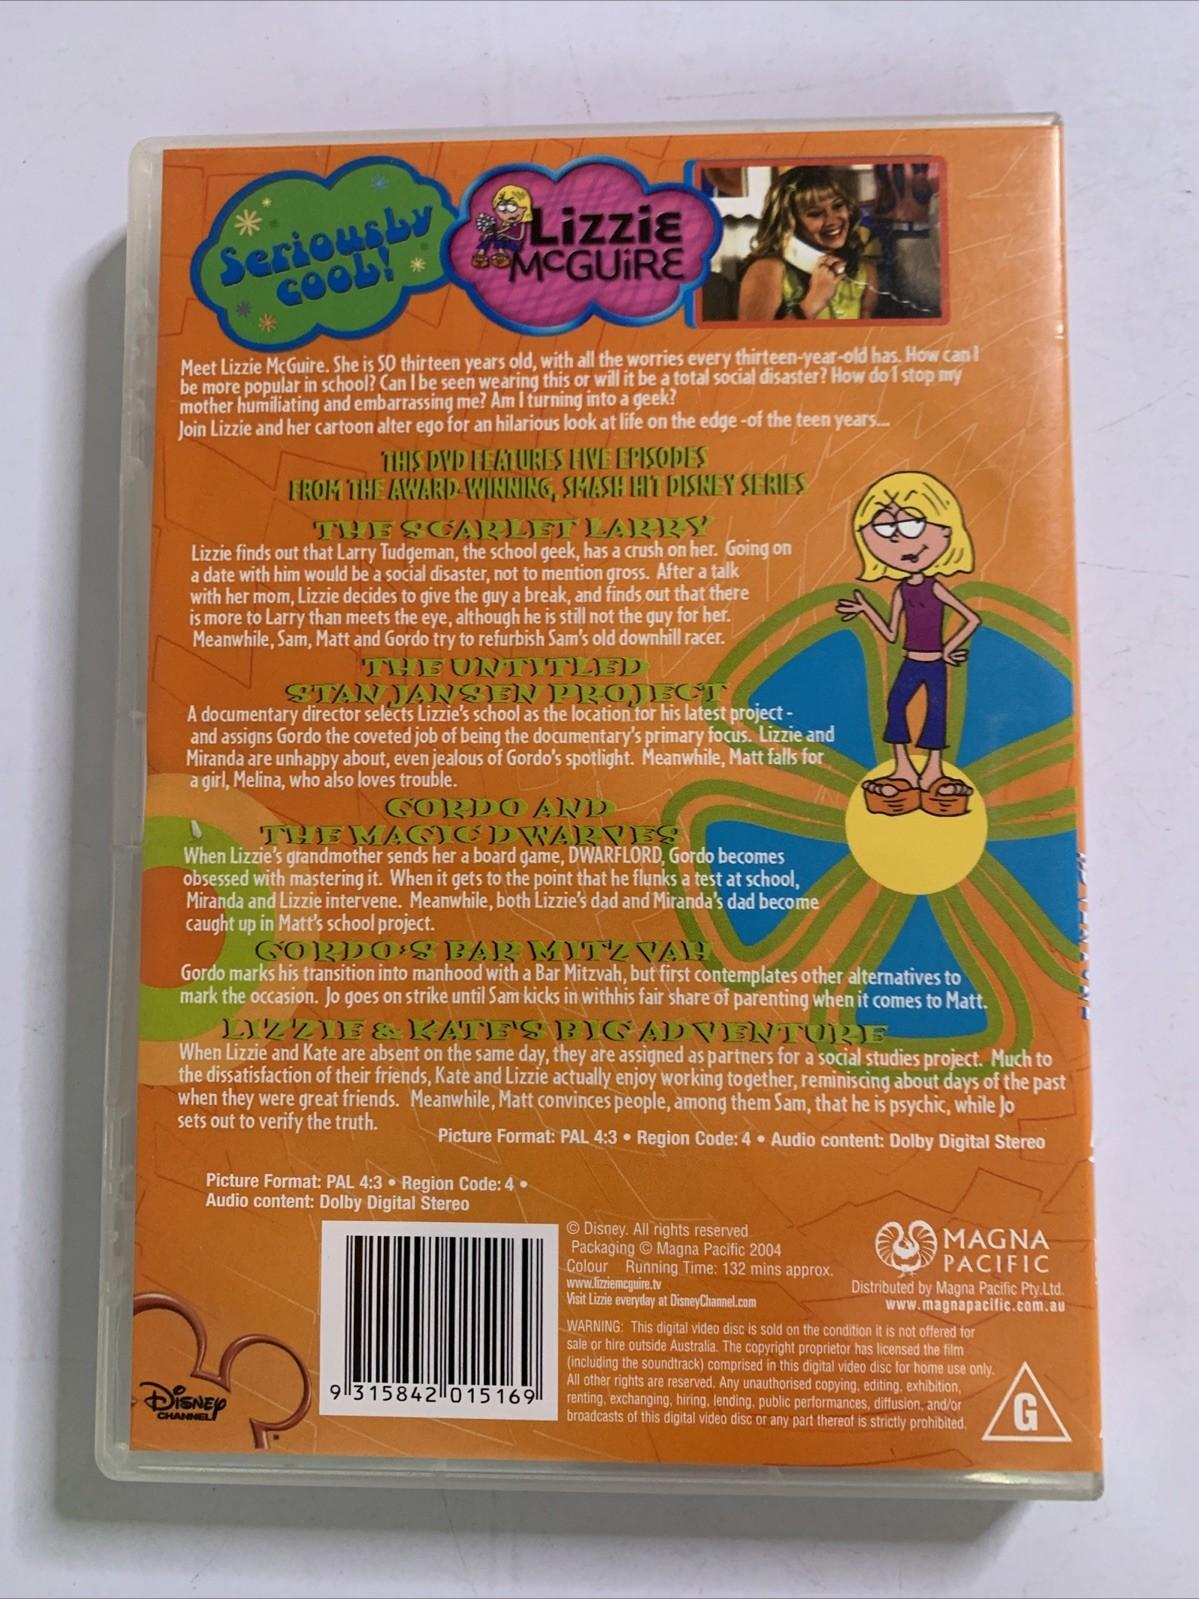 Seriously
cool!
Lizzie
McGuire
Meet Lizzie McGuire. She is SO thirteen years old, with all the worries every thirteen-year-old has. How can I
be more popular in school? Can I be seen wearing this or will it be a total social disaster? How do I stop my
mother humiliating and embarrassing me? Am I turning into a geek?
Join Lizzie and her cartoon alter ego for an hilarious look at life on the edge -of the teen years...
THIS DVD FEATURES FIVE EPISODES
FROM THE AWARD-WINNING, SMASH HIT DISNEY SERIES
THE SCARLET LARRY
Lizzie finds out that Larry Tudgeman, the school geek, has a crush on her. Going on
a date with him would be a social disaster, not to mention gross. After a talk
with her mom, Lizzie decides to give the guy a break, and finds out that there
is more to Larry than meets the eye, although he is still not the guy for her.
Meanwhile, Sam, Matt and Gordo try to refurbish Sam's old downhill racer.
THE UNTITLED
STAN JANSEN PROJECT
A documentary director selects Lizzie's school as the location for his latest project -
and assigns Gordo the coveted job of being the documentary's primary focus. Lizzie and
Miranda are unhappy about, even jealous of Gordo's spotlight. Meanwhile, Matt falls for
a girl, Melina, who also loves trouble.
GORDO AND
THE MAGIC DWARVES
When Lizzie's grandmother sends her a board game, DWARFLORD, Gordo becomes
obsessed with mastering it. When it gets to the point that he flunks a test at school,
Miranda and Lizzie intervene. Meanwhile, both Lizzie's dad and Miranda's dad become
caught up in Matt's school project.
GORDO'S BAR MITZVAH
Gordo marks his transition into manhood with a Bar Mitzvah, but first contemplates other alternatives to
mark the occasion. Jo goes on strike until Sam kicks in withhis fair share of parenting when it comes to Matt.
LIZZIE & KATE'S BIG ADVENTURE
When Lizzie and Kate are absent on the same day, they are assigned as partners for a social studies project. Much to
the dissatisfaction of their friends, Kate and Lizzie actually enjoy working together, reminiscing about days of the past
when they were great friends. Meanwhile, Matt convinces people, among them Sam, that he is psychic, while Jo
sets out to verify the truth.
Picture Format: PAL 4:3 • Region Code: 4 • Audio content: Dolby Digital Stereo
Picture Format: PAL 4:3 • Region Code: 4 •
Audio content: Dolby Digital Stereo
© Disney. All rights reserved
Packaging © Magna Pacific 2004
Colour Running Time: 132 mins approx.
www.lizziemcguire.tv
Visit Lizzie everyday at DisneyChannel.com
MAGNA
PACIFIC
Distributed by Magna Pacific Pty.Ltd.
www.magnapacific.com.au
WARNING: This digital video disc is sold on the condition it is not offered for
sale or hire outside Australia. The copyright proprietor has licensed the film
(including the soundtrack) comprised in this digital video disc for home use only.
All other rights are reserved. Any unauthorised copying, editing, exhibition,
renting, exchanging, hiring, lending, public performances, diffusion, and/or
broadcasts of this digital video disc or any part thereof is strictly prohibited.
G
9 315842 015169
Disney
CHANNEL